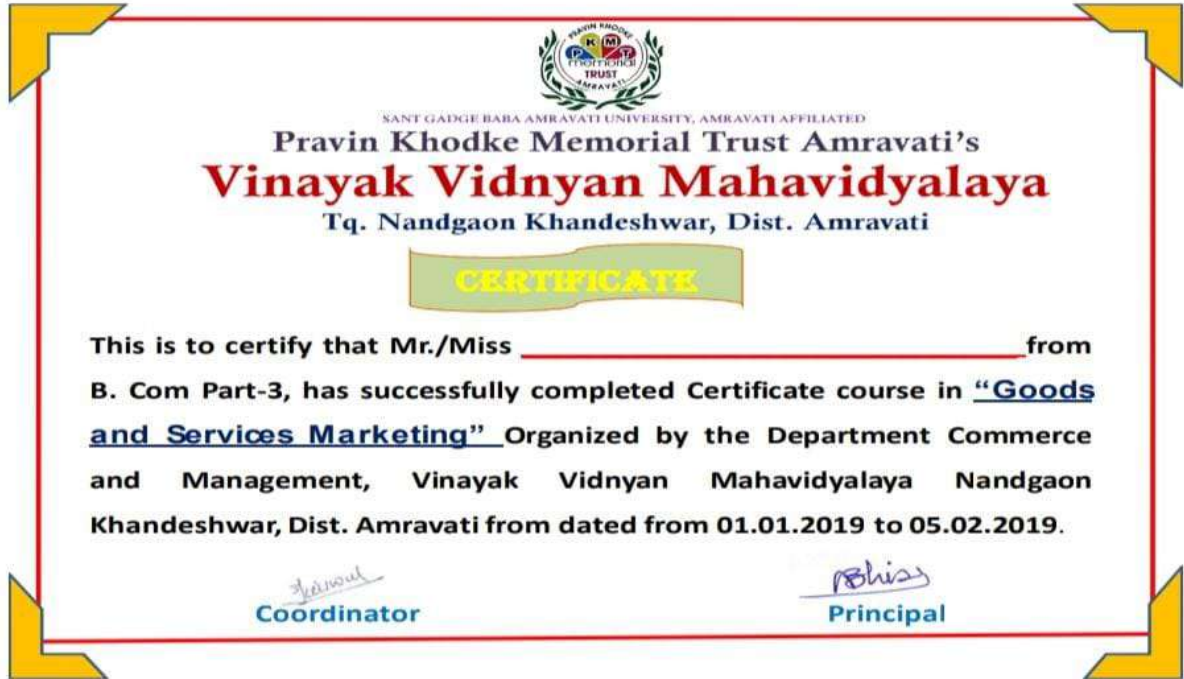 PRAVIN KHODKE
P K M T
memorial
TRUST
AMRAVATI
SANT GADGE BABA AMRAVATI UNIVERSITY, AMRAVATI AFFILIATED
Pravin Khodke Memorial Trust Amravati's
Vinayak Vidnyan Mahavidyalaya
Tq. Nandgaon Khandeshwar, Dist. Amravati
CERTIFICATE
This is to certify that Mr./Miss ____________________from
B. Com Part-3, has successfully completed Certificate course in “Goods
and Services Marketing” Organized by the Department Commerce
and Management, Vinayak Vidnyan Mahavidyalaya Nandgaon
Khandeshwar, Dist. Amravati from dated from 01.01.2019 to 05.02.2019.
Coordinator
Principal